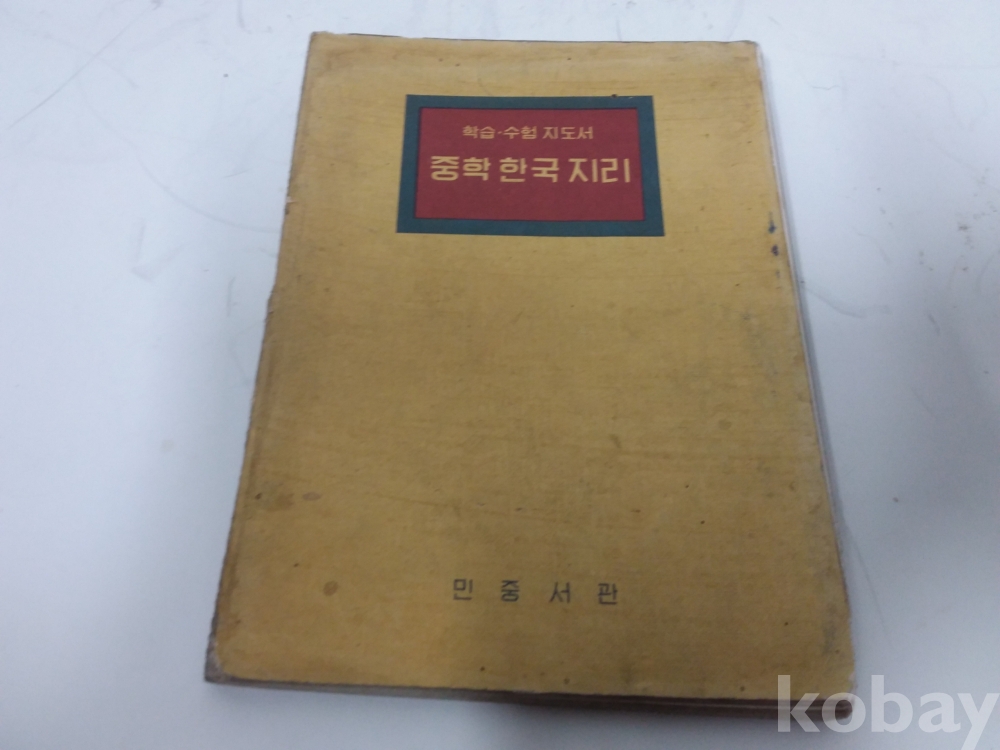 학습·수험 지도서
중학 한국 지리
민중서관
kobay